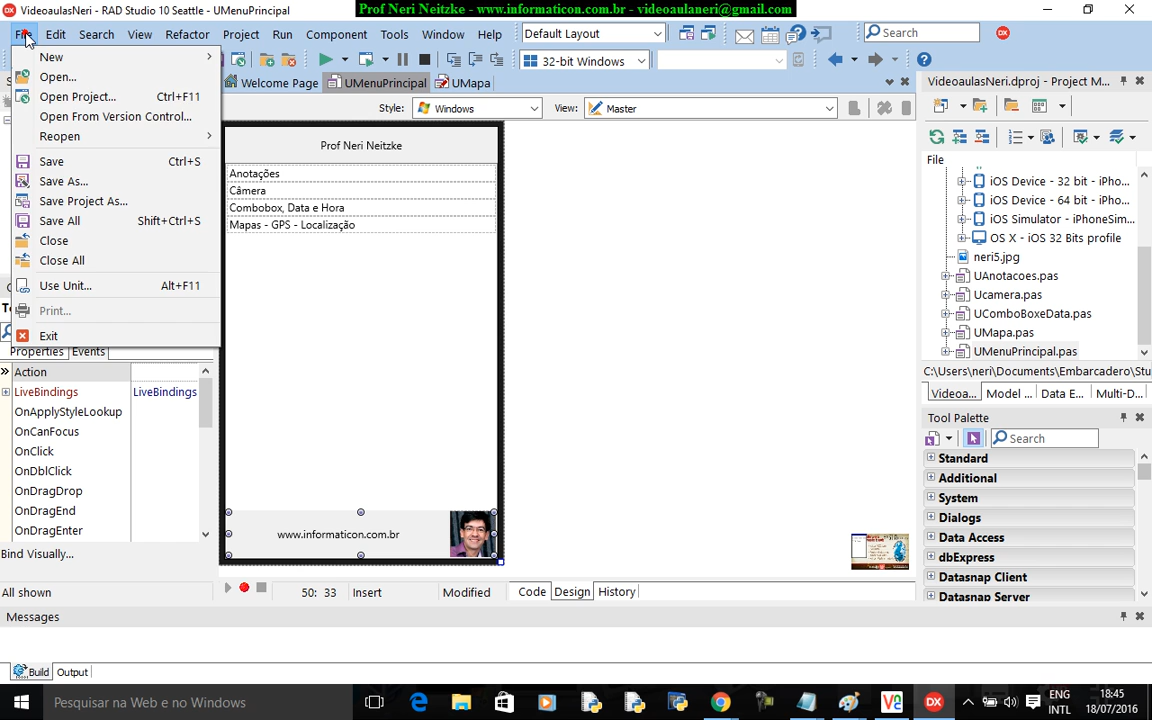 VideoaulasNeri - RAD Studio 10 Seattle - UMenuPrincipal
Prof Neri Neitzke - www.informaticon.com.br - videoaulaneri@gmail.com
File Edit Search View Refactor Project Run Component Tools Window Help
Default Layout
Search
32-bit Windows
New
Open...
Open Project... Ctrl+F11
Open From Version Control...
Reopen
Save Ctrl+S
Save As...
Save Project As...
Save All Shift+Ctrl+S
Close
Close All
Use Unit... Alt+F11
Print...
Exit
Welcome Page UMenuPrincipal UMapa
Style: Windows View: Master
Prof Neri Neitzke
Anotações
Câmera
Combobox, Data e Hora
Mapas - GPS - Localização
www.informaticon.com.br
Properties Events
Action
LiveBindings LiveBindings
OnApplyStyleLookup
OnCanFocus
OnClick
OnDblClick
OnDragDrop
OnDragEnd
OnDragEnter
Bind Visually...
All shown
50: 33 Insert Modified Code Design History
VideoaulasNeri.dproj - Project M...
File
iOS Device - 32 bit - iPho...
iOS Device - 64 bit - iPho...
iOS Simulator - iPhoneSim...
OS X - iOS 32 Bits profile
neri5.jpg
UAnotacoes.pas
Ucamera.pas
UComboBoxeData.pas
UMapa.pas
UMenuPrincipal.pas
C:\Users\neri\Documents\Embarcadero\Stu
Videoa... Model ... Data E... Multi-D...
Tool Palette
Search
Standard
Additional
System
Dialogs
Data Access
dbExpress
Datasnap Client
Datasnap Server
Messages
Build Output
Pesquisar na Web e no Windows
ENG
INTL
18:45
18/07/2016